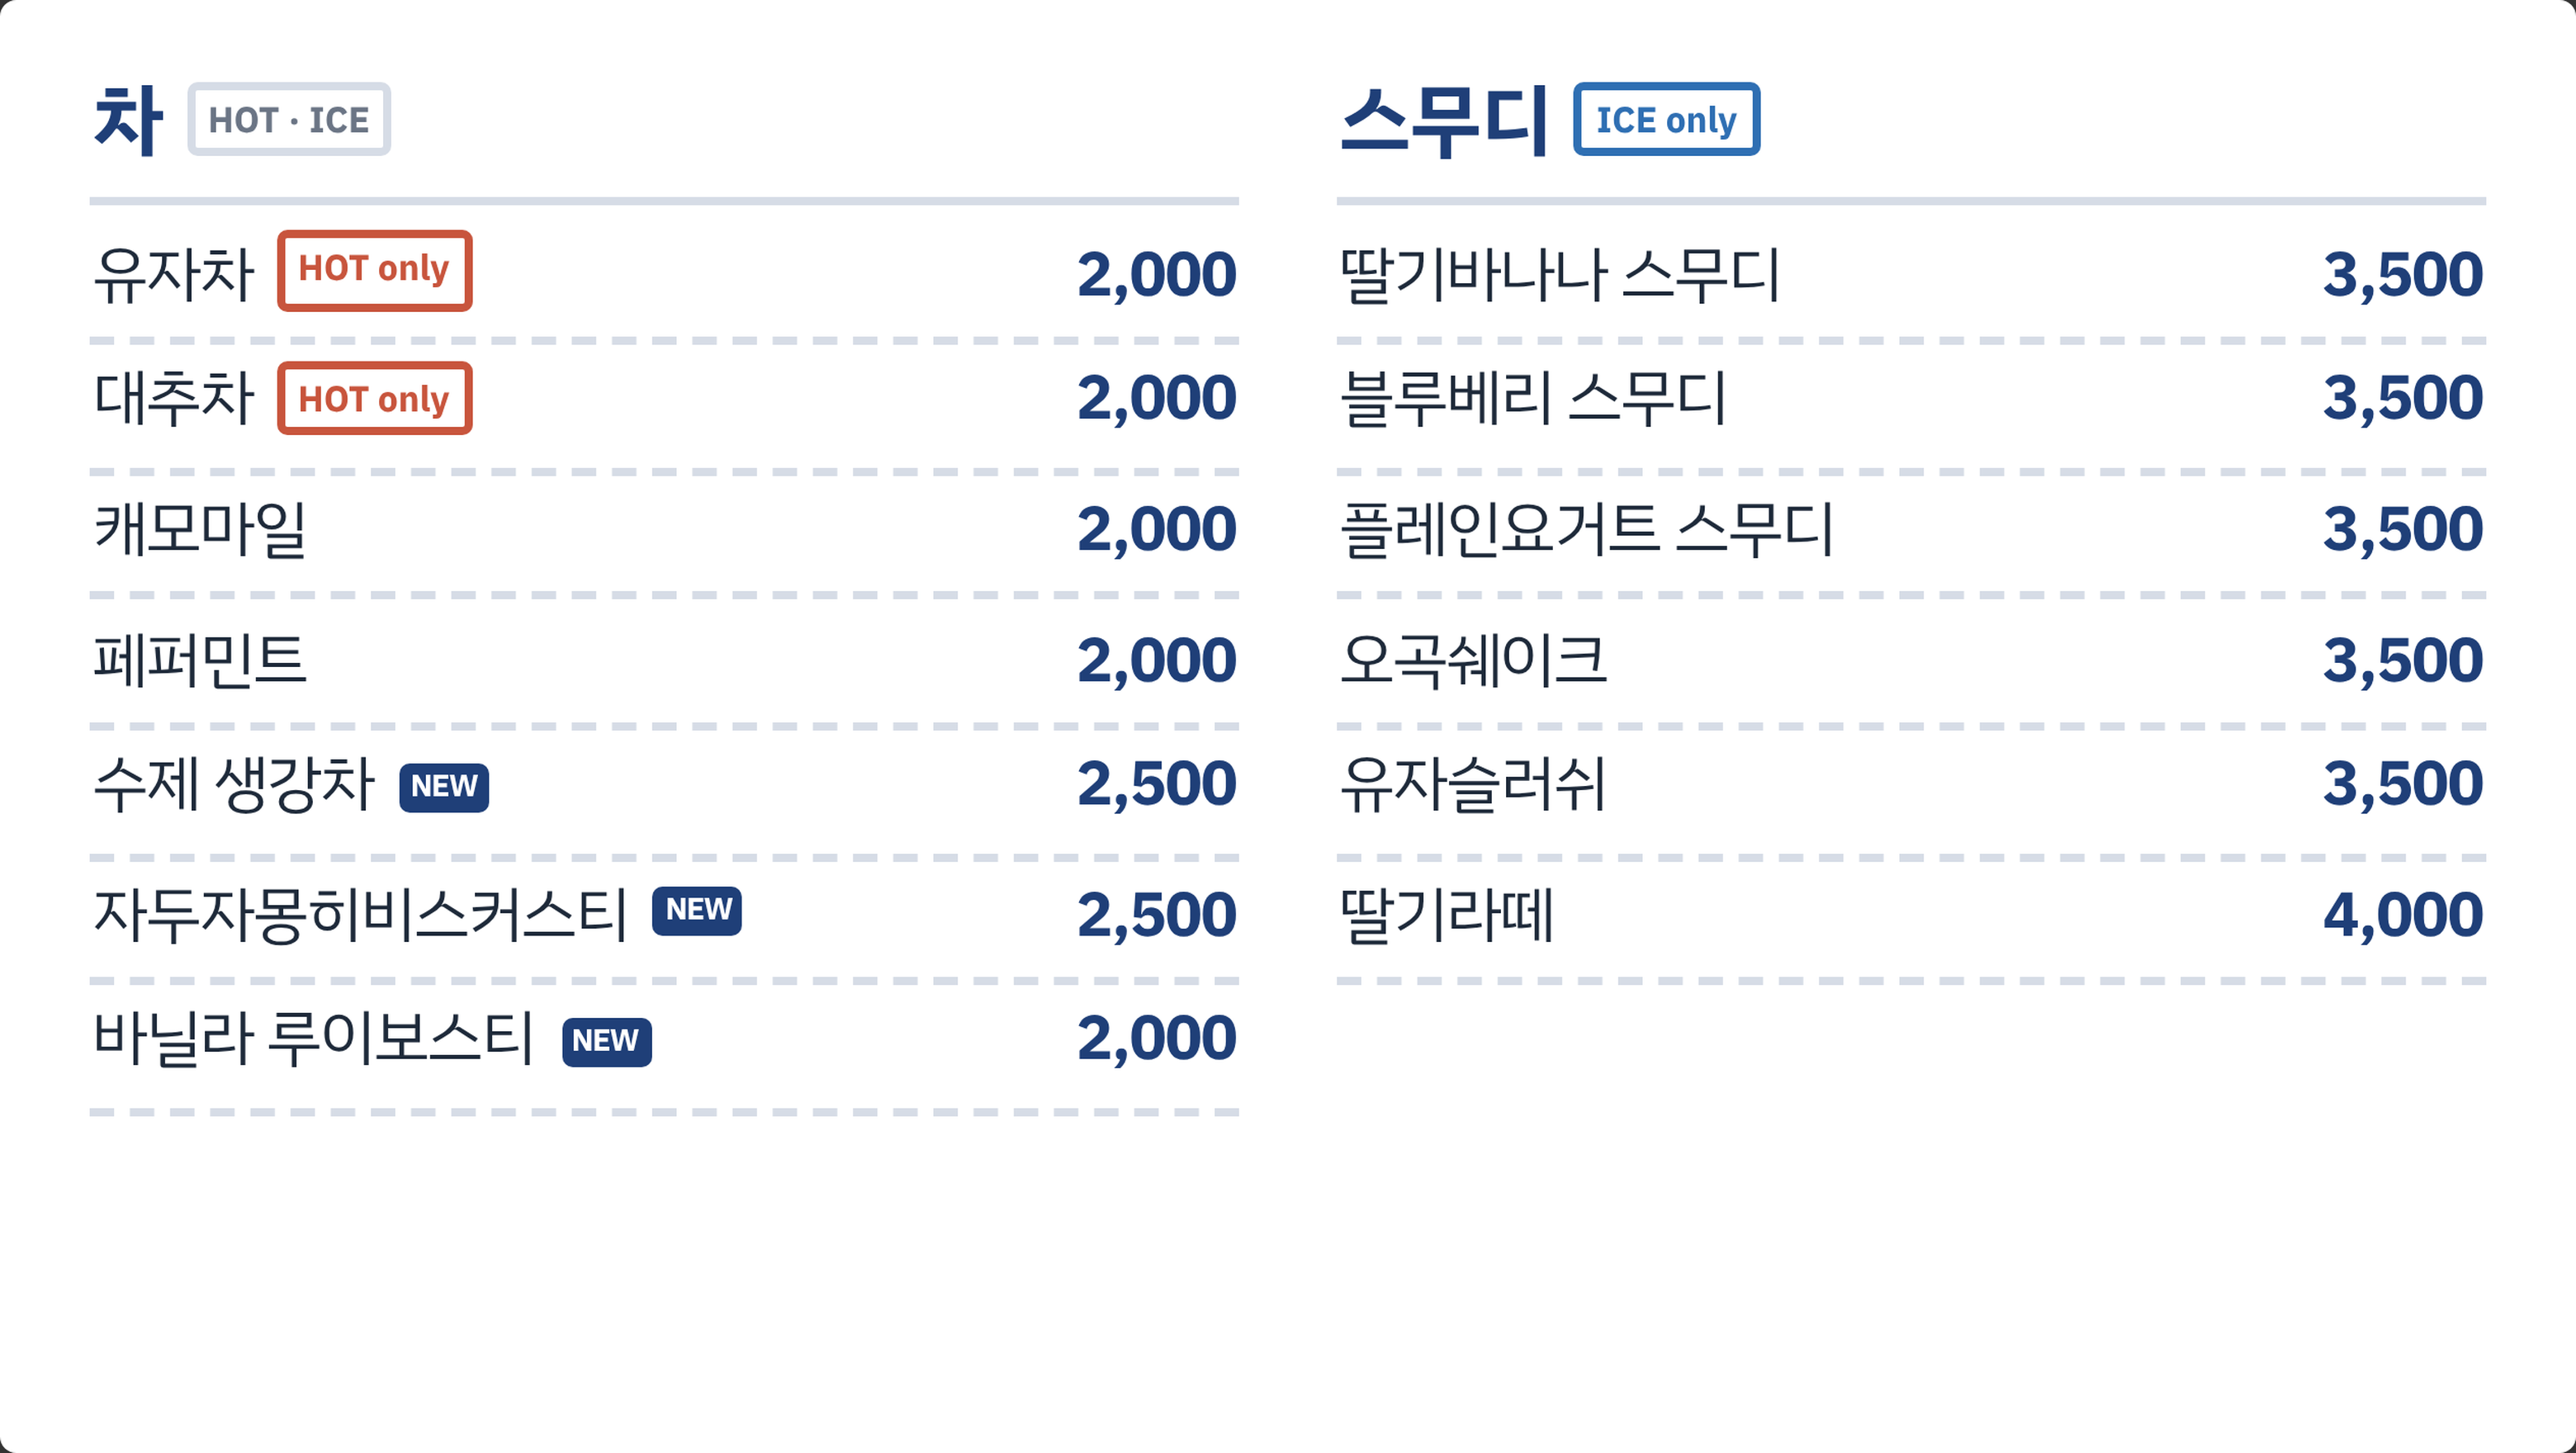 차 HOT · ICE
유자차 HOT only 2,000
대추차 HOT only 2,000
캐모마일 2,000
페퍼민트 2,000
수제 생강차 NEW 2,500
자두자몽히비스커스티 NEW 2,500
바닐라 루이보스티 NEW 2,000
스무디 ICE only
딸기바나나 스무디 3,500
블루베리 스무디 3,500
플레인요거트 스무디 3,500
오곡쉐이크 3,500
유자슬러쉬 3,500
딸기라떼 4,000